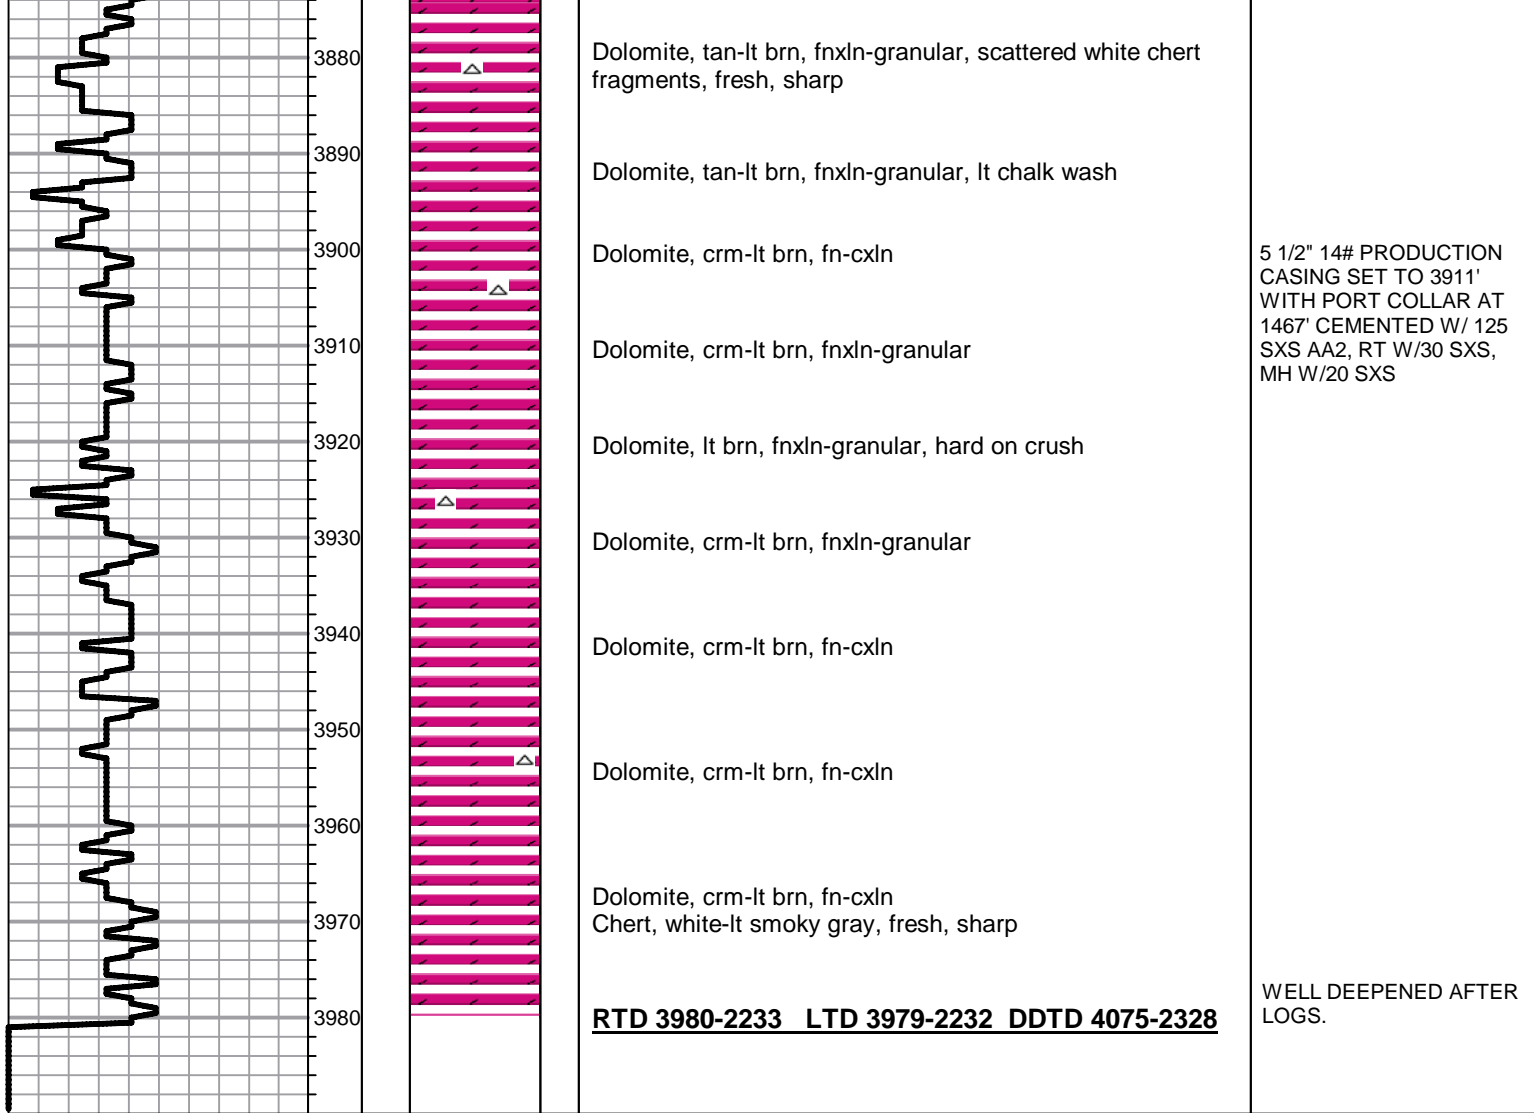 3880
Dolomite, tan-lt brn, fnxln-granular, scattered white chert
fragments, fresh, sharp
3890
Dolomite, tan-lt brn, fnxln-granular, lt chalk wash
3900
Dolomite, crm-lt brn, fn-cxln
5 1/2" 14# PRODUCTION
CASING SET TO 3911'
WITH PORT COLLAR AT
1467' CEMENTED W/ 125
SXS AA2, RT W/30 SXS,
MH W/20 SXS
3910
Dolomite, crm-lt brn, fnxln-granular
3920
Dolomite, lt brn, fnxln-granular, hard on crush
3930
Dolomite, crm-lt brn, fnxln-granular
3940
Dolomite, crm-lt brn, fn-cxln
3950
Dolomite, crm-lt brn, fn-cxln
3960
Dolomite, crm-lt brn, fn-cxln
3970
Chert, white-lt smoky gray, fresh, sharp
WELL DEEPENED AFTER
LOGS.
3980
RTD 3980-2233 LTD 3979-2232 DDTD 4075-2328